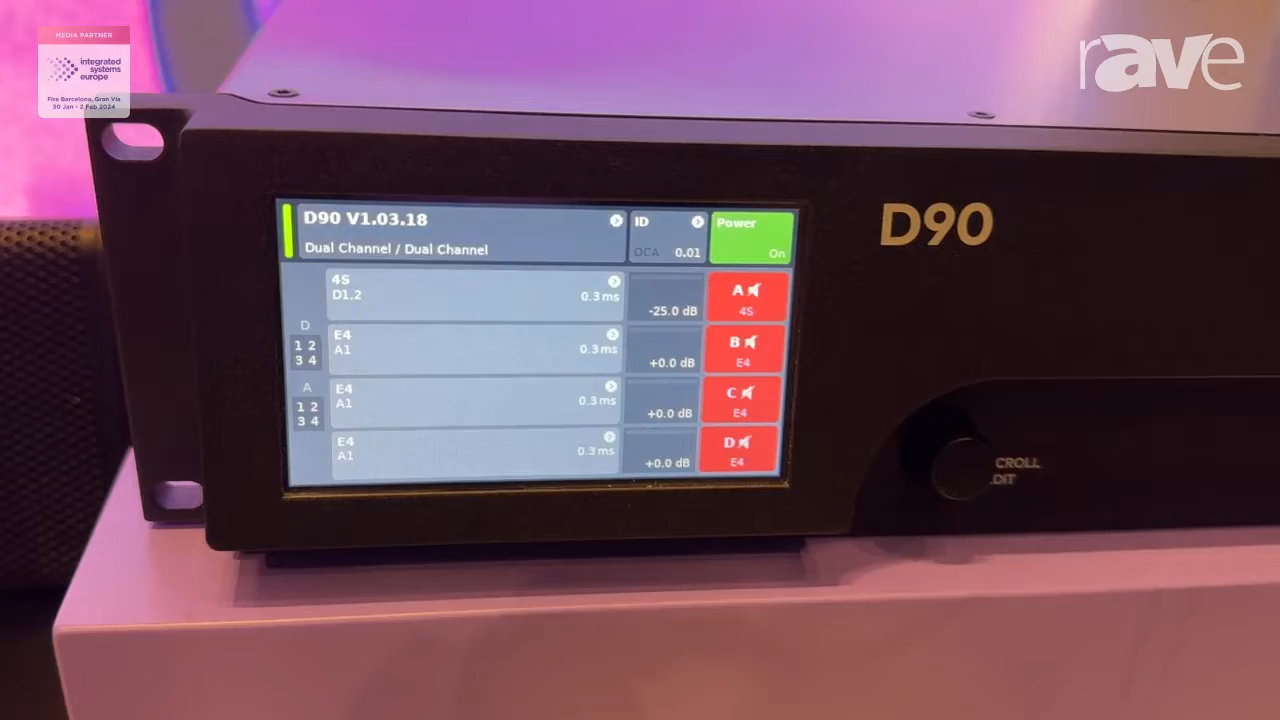 MEDIA PARTNER
integrated
systems
europe
Fira Barcelona, Gran Via
30 Jan - 2 Feb 2024
rave
D90 V1.03.18
Dual Channel / Dual Channel
ID
OCA 0.01
Power
On
4S
D1.2
0.3 ms
-25.0 dB
A
4S
D
1 2
3 4
E4
A1
0.3 ms
+0.0 dB
B
E4
A
1 2
3 4
E4
A1
0.3 ms
+0.0 dB
C
E4
E4
A1
0.3 ms
+0.0 dB
D
E4
D90
CROLL
DIT